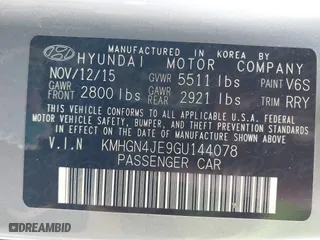 MANUFACTURED IN KOREA BY
HYUNDAI MOTOR COMPANY
NOV/12/15 GVWR 5511 lbs PAINT V6S
GAWR FRONT 2800 lbs GAWR REAR 2921 lbs TRIM RRY
THIS VEHICLE CONFORMS TO ALL APPLICABLE
FEDERAL MOTOR VEHICLE SAFETY, BUMPER, AND THEFT PREVENTION
STANDARDS IN EFFECT ON THE DATE OF MANUFACTURE SHOWN ABOVE.
V.I.N KMHGN4JE9GU144078
PASSENGER CAR